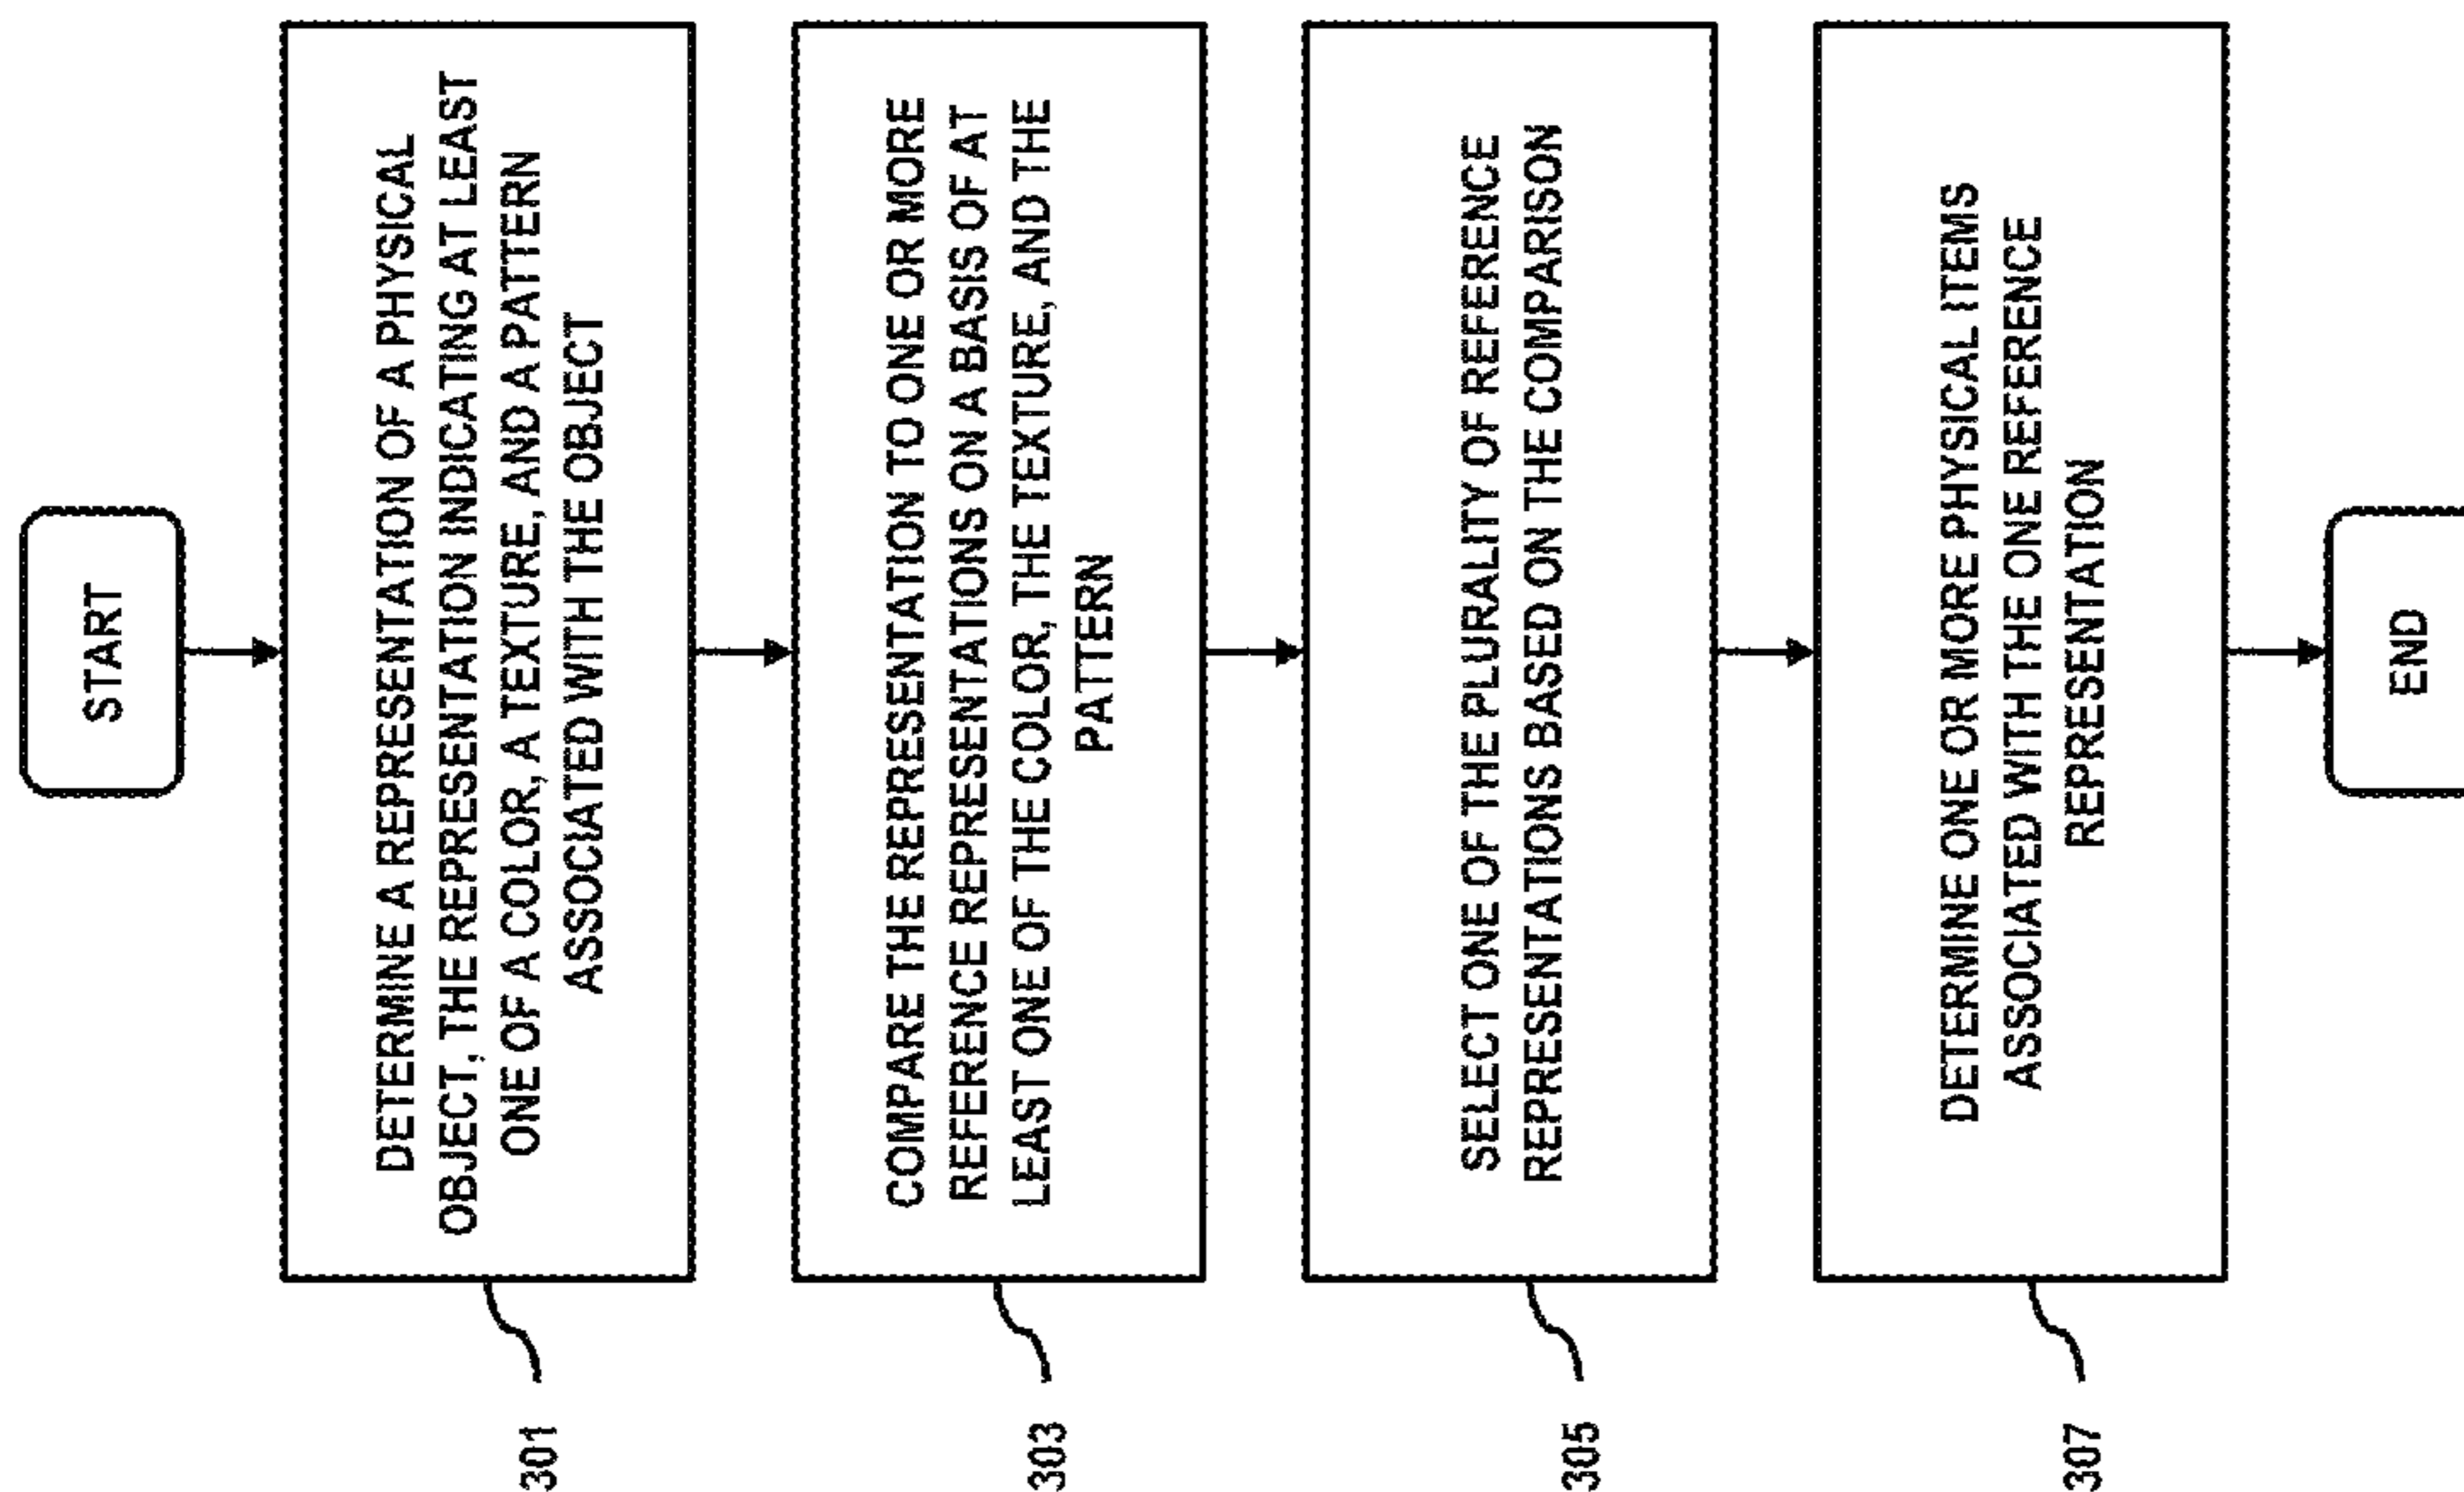 START
DETERMINE A REPRESENTATION OF A PHYSICAL
OBJECT, THE REPRESENTATION INDICATING AT LEAST
ONE OF A COLOR, A TEXTURE, AND A PATTERN
ASSOCIATED WITH THE OBJECT
301
COMPARE THE REPRESENTATION TO ONE OR MORE
REFERENCE REPRESENTATIONS ON A BASIS OF AT
LEAST ONE OF THE COLOR, THE TEXTURE, AND THE
PATTERN
303
SELECT ONE OF THE PLURALITY OF REFERENCE
REPRESENTATIONS BASED ON THE COMPARISON
305
DETERMINE ONE OR MORE PHYSICAL ITEMS
ASSOCIATED WITH THE ONE REFERENCE
REPRESENTATION
307
END